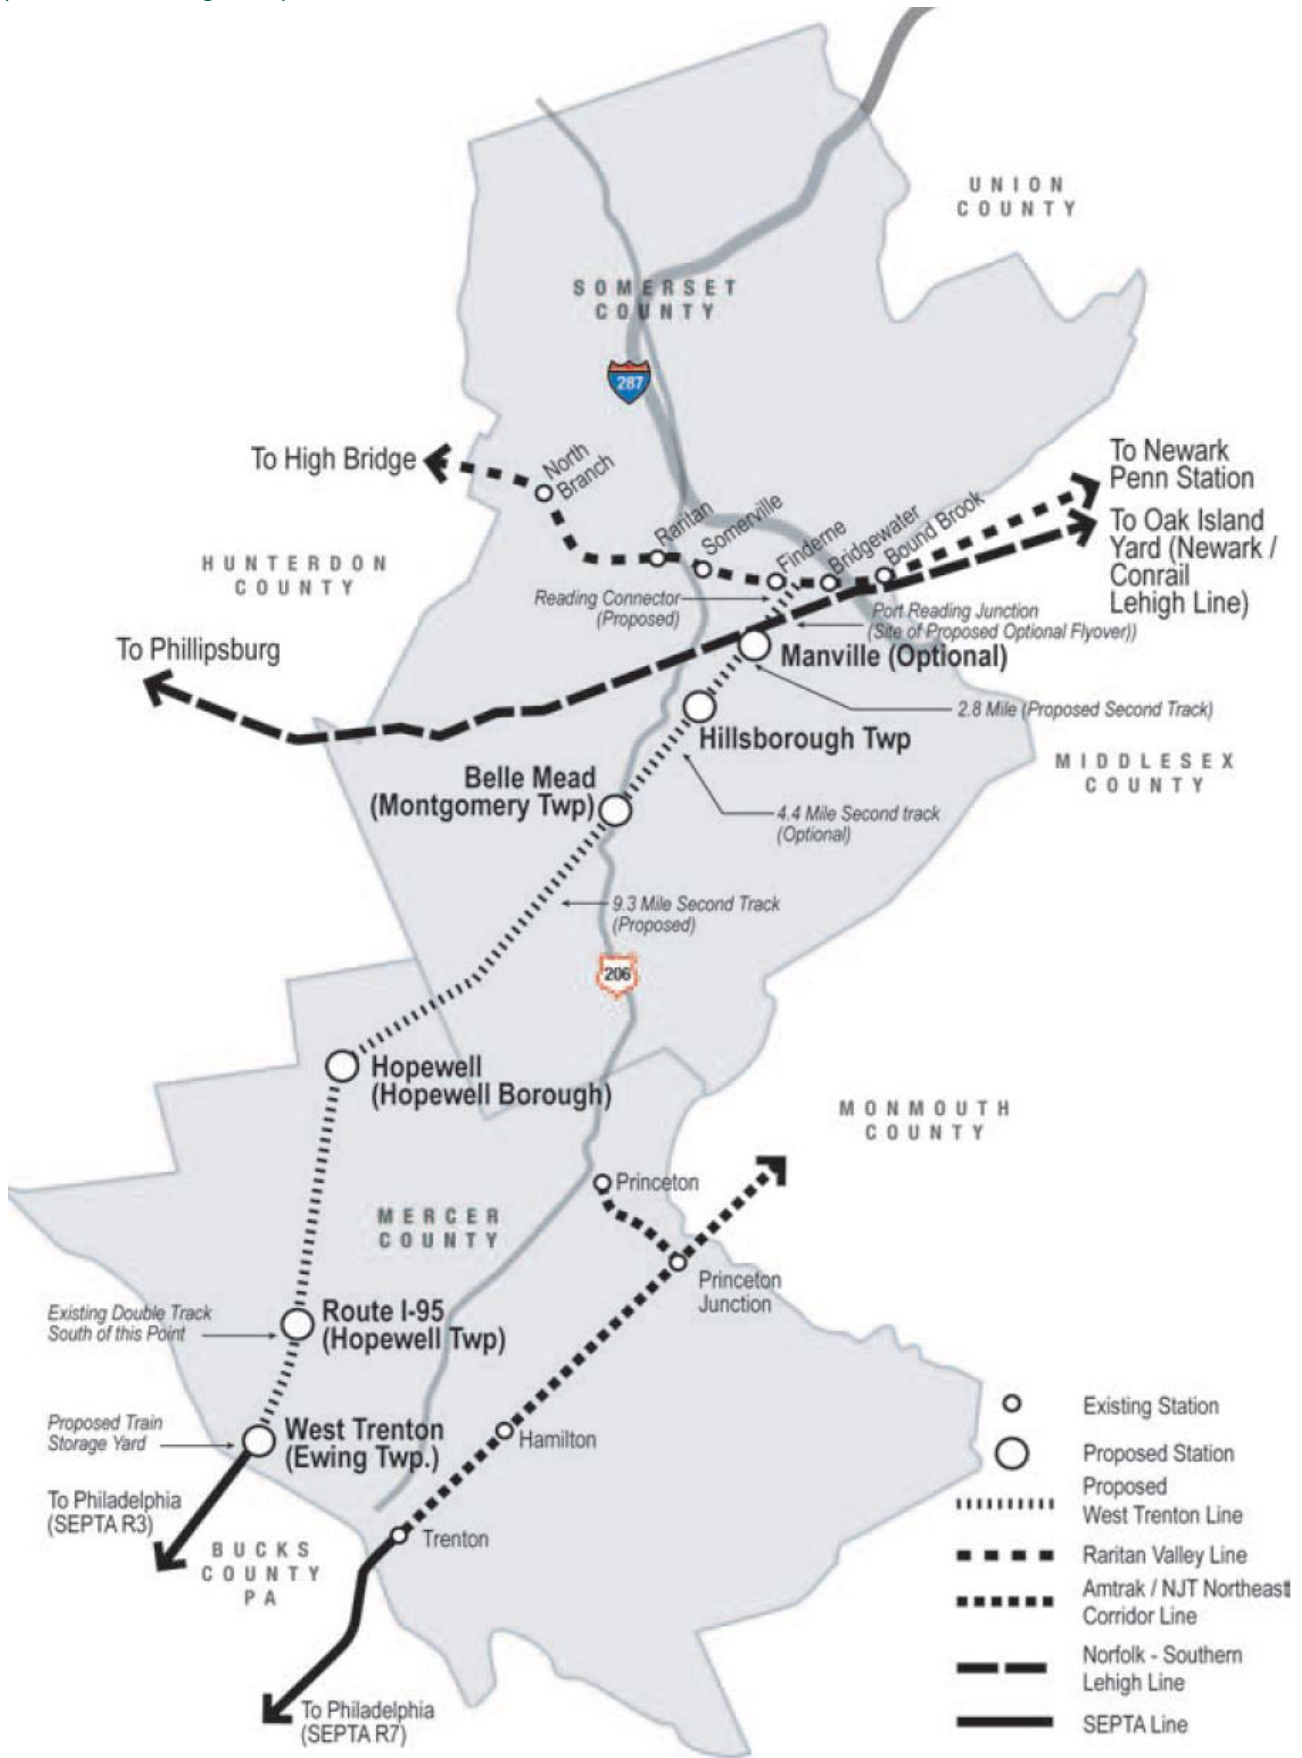 UNION
COUNTY
SOMERSET
COUNTY
287
To High Bridge
North
Branch
To Newark
Penn Station
Raritan
Somerville
Finderne
Bridgewater
Bound Brook
To Oak Island
Yard (Newark /
Conrail
Lehigh Line)
HUNTERDON
COUNTY
Reading Connector
(Proposed)
Port Reading Junction
(Site of Proposed Optional Flyover))
To Phillipsburg
Manville (Optional)
2.8 Mile (Proposed Second Track)
Hillsborough Twp
MIDDLESEX
COUNTY
Belle Mead
(Montgomery Twp)
4.4 Mile Second track
(Optional)
9.3 Mile Second Track
(Proposed)
206
Hopewell
(Hopewell Borough)
MONMOUTH
COUNTY
Princeton
MERCER
COUNTY
Princeton
Junction
Existing Double Track
South of this Point
Route I-95
(Hopewell Twp)
Proposed Train
Storage Yard
West Trenton
(Ewing Twp.)
Hamilton
To Philadelphia
(SEPTA R3)
Trenton
BUCKS
COUNTY
PA
To Philadelphia
(SEPTA R7)
Existing Station
Proposed Station
Proposed
West Trenton Line
Raritan Valley Line
Amtrak / NJT Northeast
Corridor Line
Norfolk - Southern
Lehigh Line
SEPTA Line